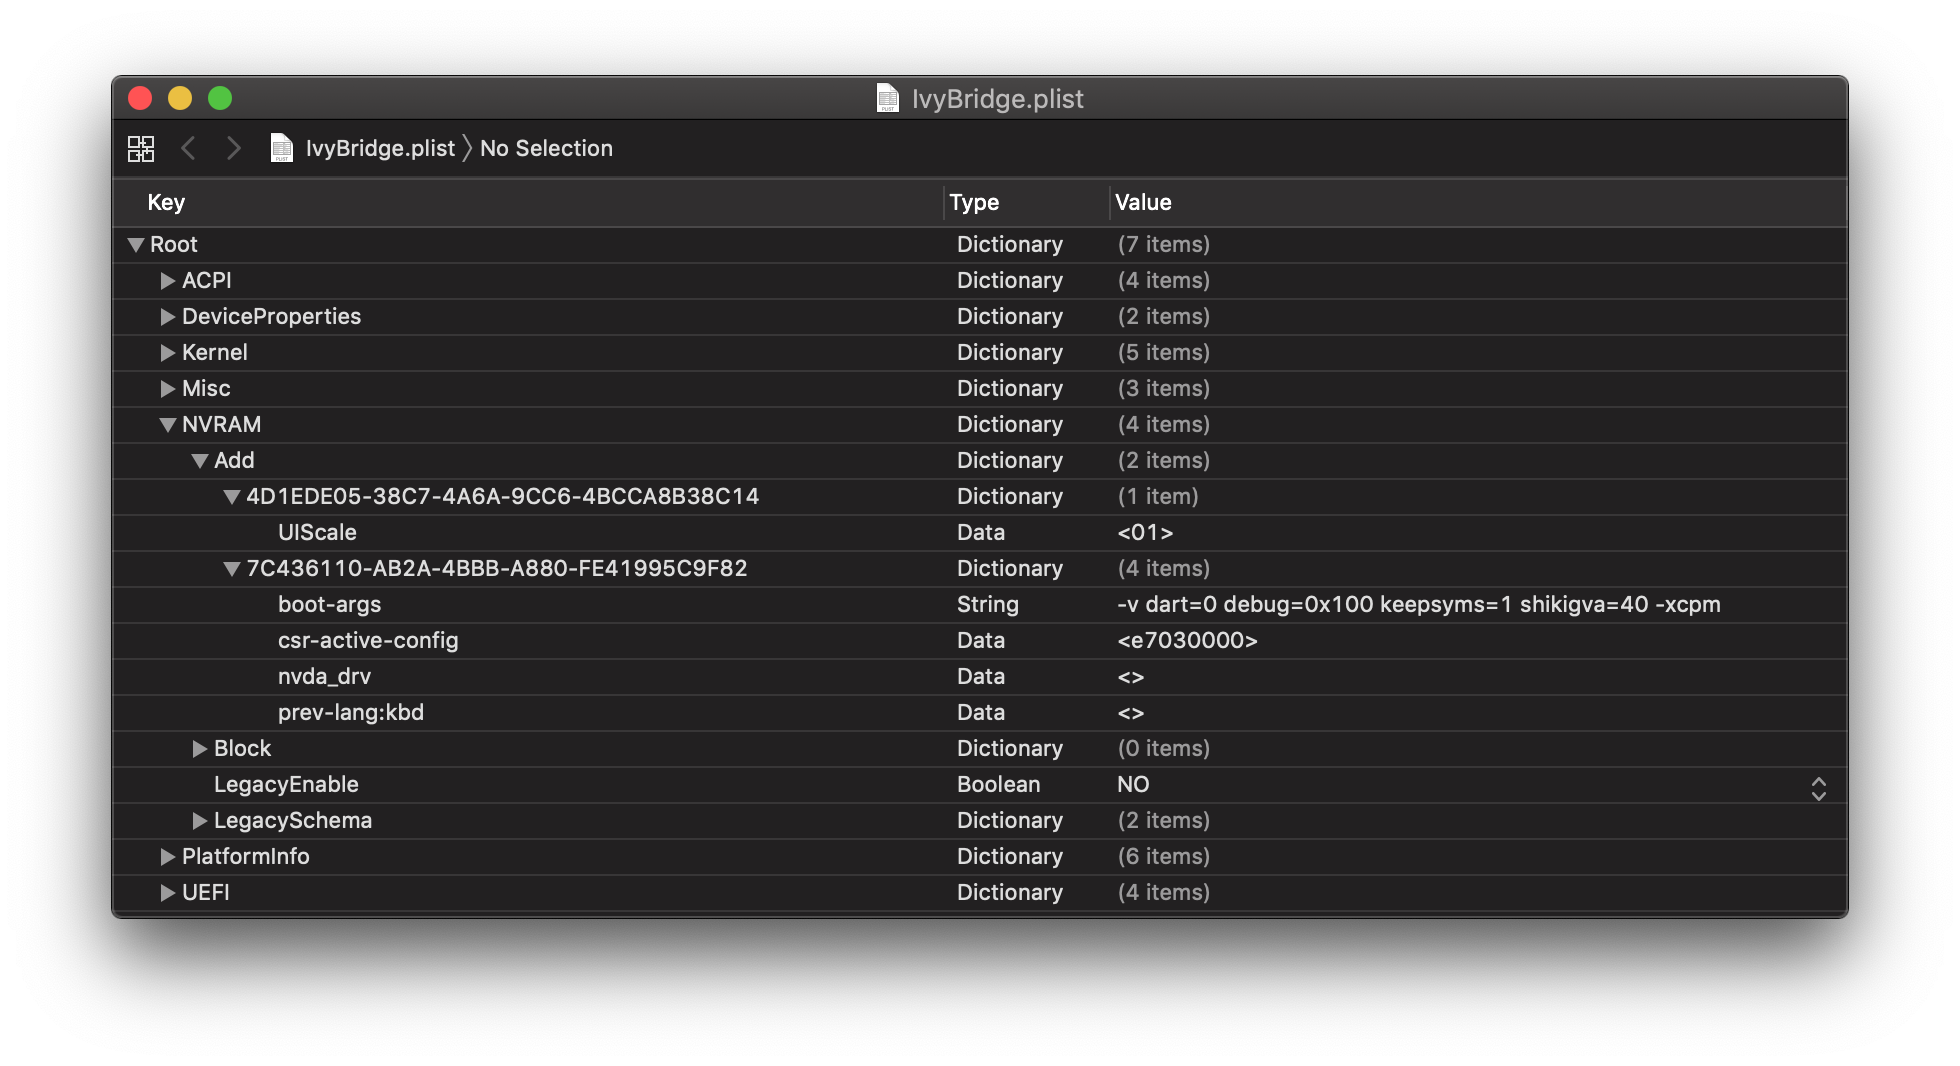 IvyBridge.plist
IvyBridge.plist 〉 No Selection
Key Type Value
Root Dictionary (7 items)
ACPI Dictionary (4 items)
DeviceProperties Dictionary (2 items)
Kernel Dictionary (5 items)
Misc Dictionary (3 items)
NVRAM Dictionary (4 items)
Add Dictionary (2 items)
4D1EDE05-38C7-4A6A-9CC6-4BCCA8B38C14 Dictionary (1 item)
UIScale Data <01>
7C436110-AB2A-4BBB-A880-FE41995C9F82 Dictionary (4 items)
boot-args String -v dart=0 debug=0x100 keepsyms=1 shikigva=40 -xcpm
csr-active-config Data <e7030000>
nvda_drv Data <>
prev-lang:kbd Data <>
Block Dictionary (0 items)
LegacyEnable Boolean NO
LegacySchema Dictionary (2 items)
PlatformInfo Dictionary (6 items)
UEFI Dictionary (4 items)